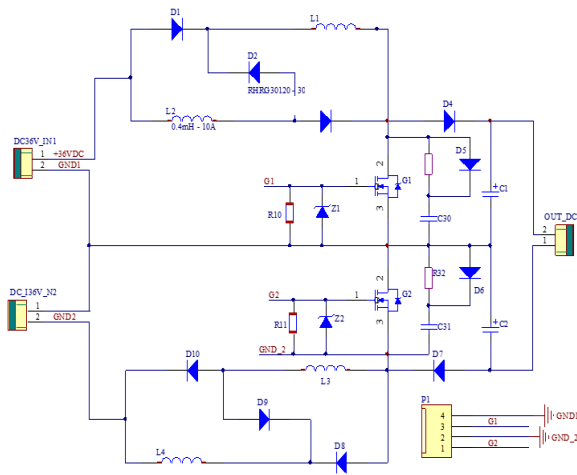 D1
L1
D2
RHRG30120 - 30
L2
0.4mH - 10A
D4
DC36V_IN1
1 +36VDC
2 GND1
D5
2
G1 1 G1
3
R10
Z1
C30
C1
OUT_DC
2
1
DC_I36V_N2
1
2 GND2
R32
D6
2
G2 1 G2
3
R11
Z2
C31
C2
GND_2
D10
L3
D7
D9
P1
4 GND1
3 G1
2 GND_2
1 G2
L4
D8